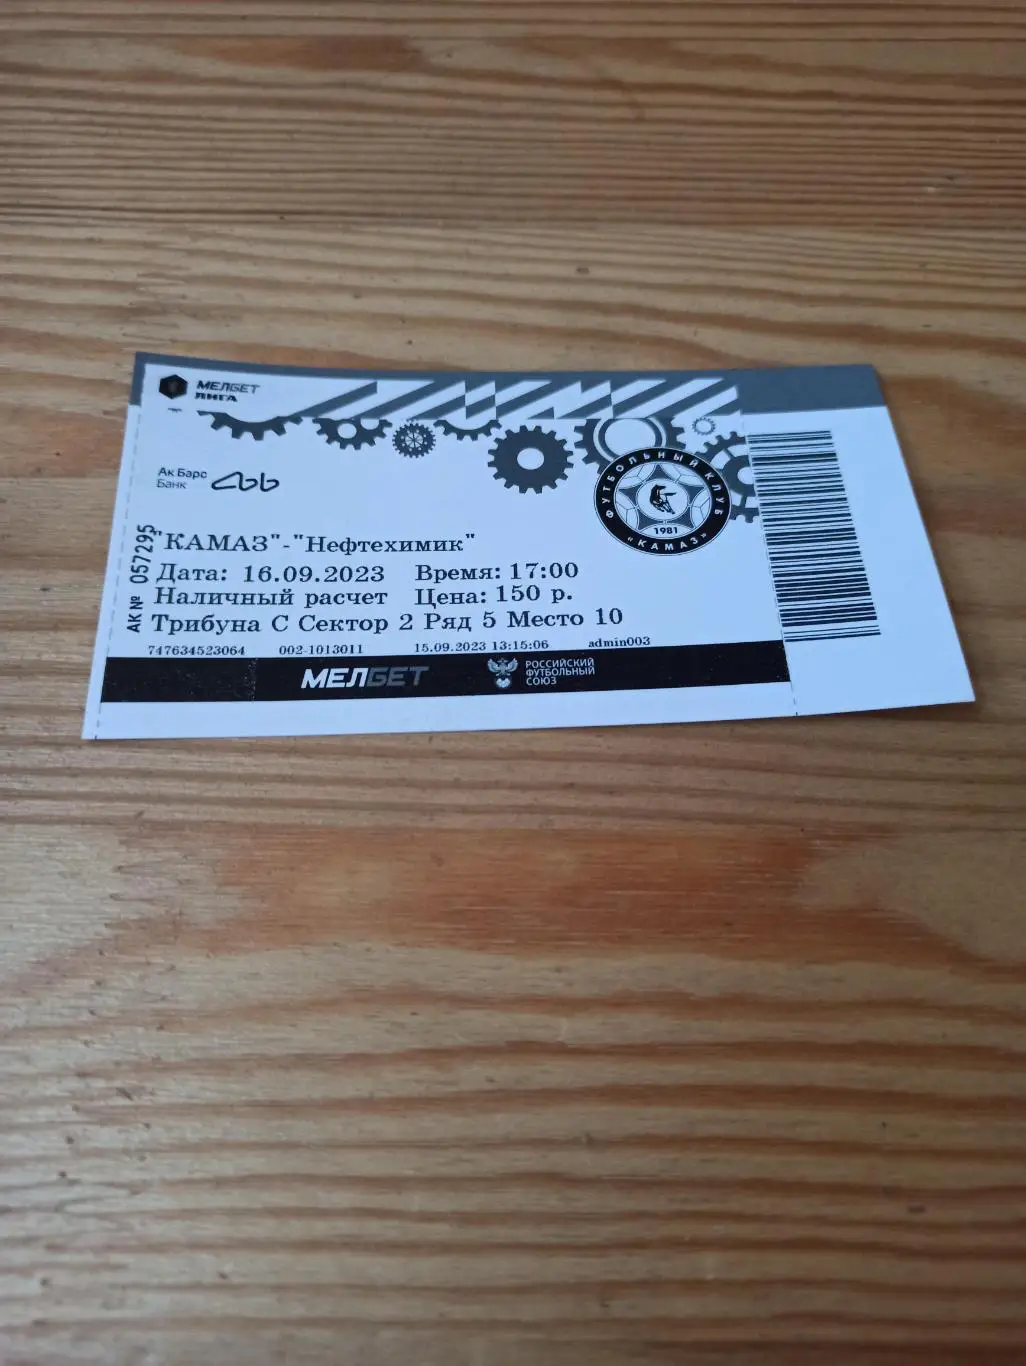 МЕЛБЕТ
ЛИГА
Ак Барс
Банк
ФУТБОЛЬНЫЙ КЛУБ
1981
"КАМАЗ"
АК № 057295
"КАМАЗ"-"Нефтехимик"
Дата: 16.09.2023 Время: 17:00
Наличный расчет Цена: 150 р.
Трибуна С Сектор 2 Ряд 5 Место 10
747634523064 002-1013011 15.09.2023 13:15:06 admin003
МЕЛБЕТ
РОССИЙСКИЙ
ФУТБОЛЬНЫЙ
СОЮЗ